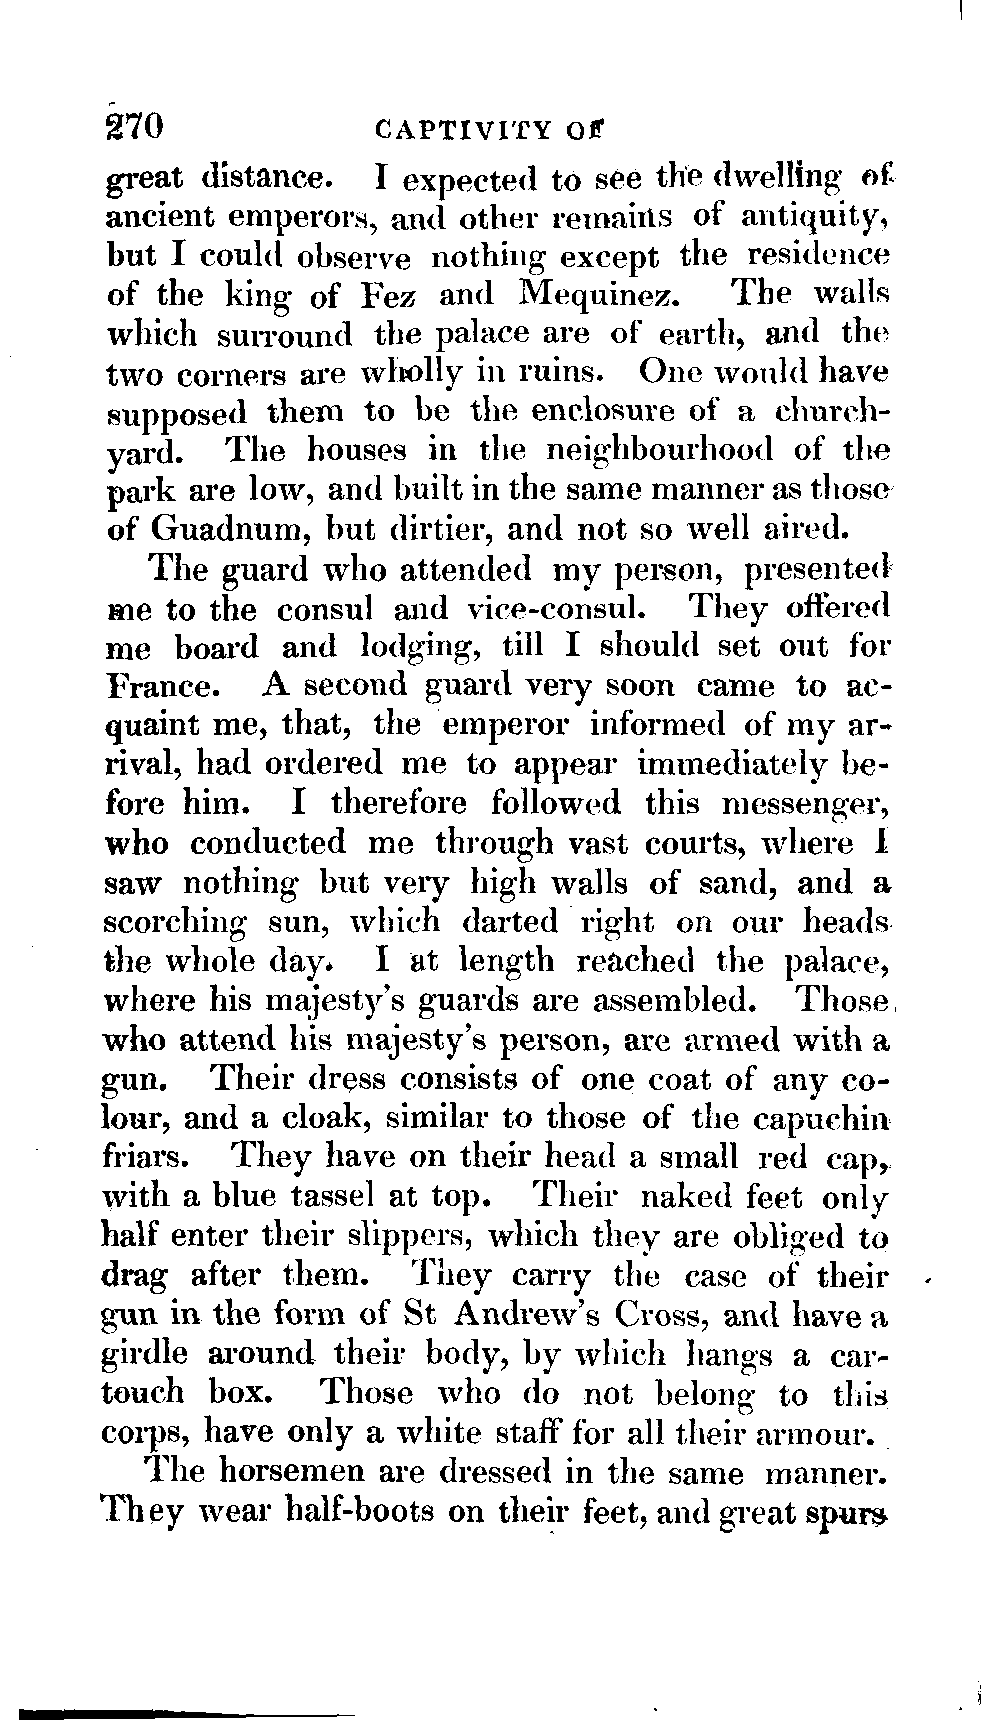 270 CAPTIVITY OF
great distance. I expected to see the dwelling of
ancient emperors, and other remains of antiquity,
but I could observe nothing except the residence
of the king of Fez and Mequinez. The walls
which surround the palace are of earth, and the
two corners are wholly in ruins. One would have
supposed them to be the enclosure of a church-
yard. The houses in the neighbourhood of the
park are low, and built in the same manner as those
of Guadnum, but dirtier, and not so well aired.
The guard who attended my person, presented
me to the consul and vice-consul. They offered
me board and lodging, till I should set out for
France. A second guard very soon came to ac-
quaint me, that, the emperor informed of my ar-
rival, had ordered me to appear immediately be-
fore him. I therefore followed this messenger,
who conducted me through vast courts, where I
saw nothing but very high walls of sand, and a
scorching sun, which darted right on our heads
the whole day. I at length reached the palace,
where his majesty's guards are assembled. Those
who attend his majesty's person, are armed with a
gun. Their dress consists of one coat of any co-
lour, and a cloak, similar to those of the capuchin
friars. They have on their head a small red cap,
with a blue tassel at top. Their naked feet only
half enter their slippers, which they are obliged to
drag after them. They carry the case of their
gun in the form of St Andrew's Cross, and have a
girdle around their body, by which hangs a car-
touch box. Those who do not belong to this
corps, have only a white staff for all their armour.
The horsemen are dressed in the same manner.
They wear half-boots on their feet, and great spurs